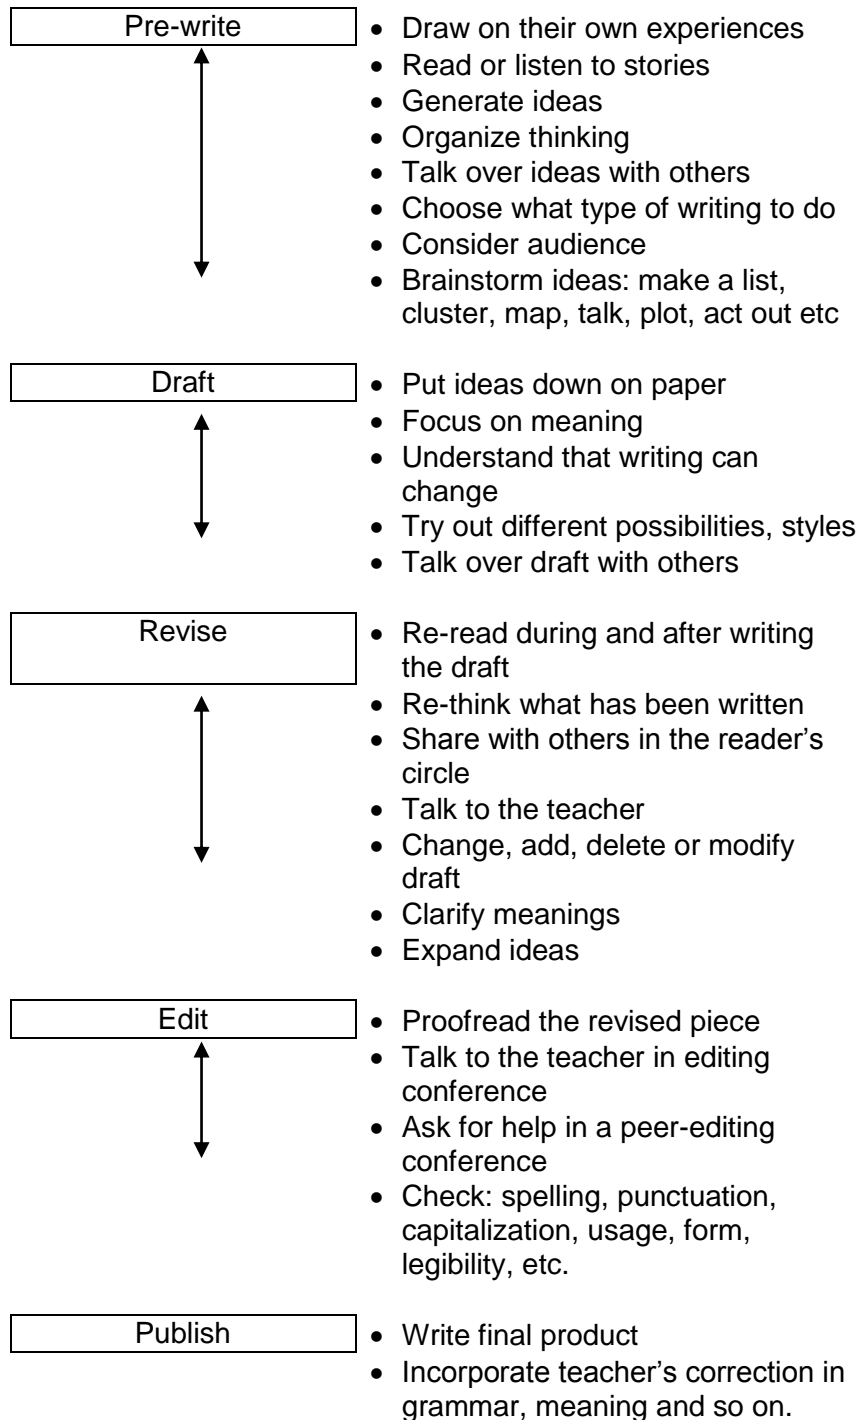 Pre-write
• Draw on their own experiences
• Read or listen to stories
• Generate ideas
• Organize thinking
• Talk over ideas with others
• Choose what type of writing to do
• Consider audience
• Brainstorm ideas: make a list,
cluster, map, talk, plot, act out etc
Draft
• Put ideas down on paper
• Focus on meaning
• Understand that writing can
change
• Try out different possibilities, styles
• Talk over draft with others
Revise
• Re-read during and after writing
the draft
• Re-think what has been written
• Share with others in the reader’s
circle
• Talk to the teacher
• Change, add, delete or modify
draft
• Clarify meanings
• Expand ideas
Edit
• Proofread the revised piece
• Talk to the teacher in editing
conference
• Ask for help in a peer-editing
conference
• Check: spelling, punctuation,
capitalization, usage, form,
legibility, etc.
Publish
• Write final product
• Incorporate teacher’s correction in
grammar, meaning and so on.